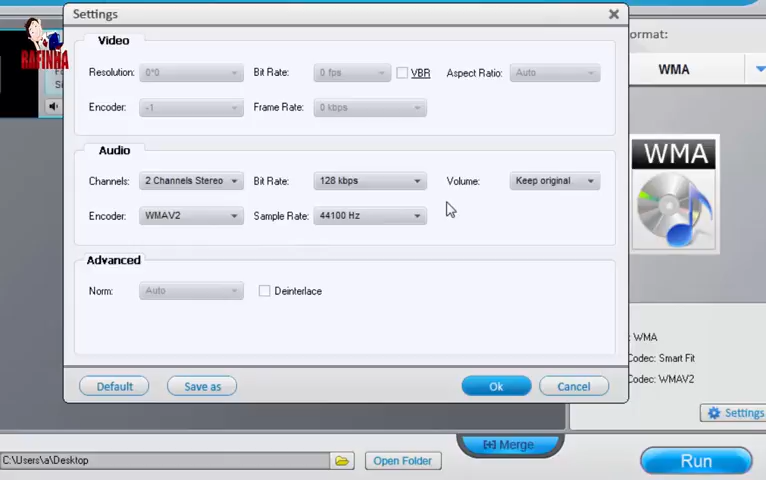 Settings
ormat:
Video
RAFINHA
Resolution: 0*0 Bit Rate: 0 fps VBR Aspect Ratio: Auto
WMA
Encoder: -1 Frame Rate: 0 kbps
Audio
WMA
Channels: 2 Channels Stereo Bit Rate: 128 kbps Volume: Keep original
Encoder: WMAV2 Sample Rate: 44100 Hz
Advanced
Norm: Auto Deinterlace
: WMA
Codec: Smart Fit
Codec: WMAV2
Default Save as Ok Cancel
Settings
[+] Merge
C:\Users\a\Desktop Open Folder Run